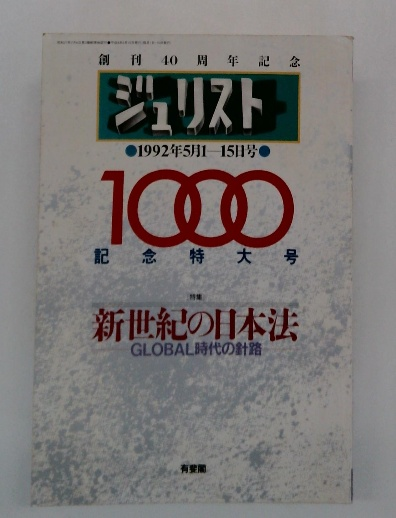 創刊40周年記念
ジュリスト
●1992年5月1―15日号●
1000
記念特大号
特集
新世紀の日本法
GLOBAL時代の針路
有斐閣